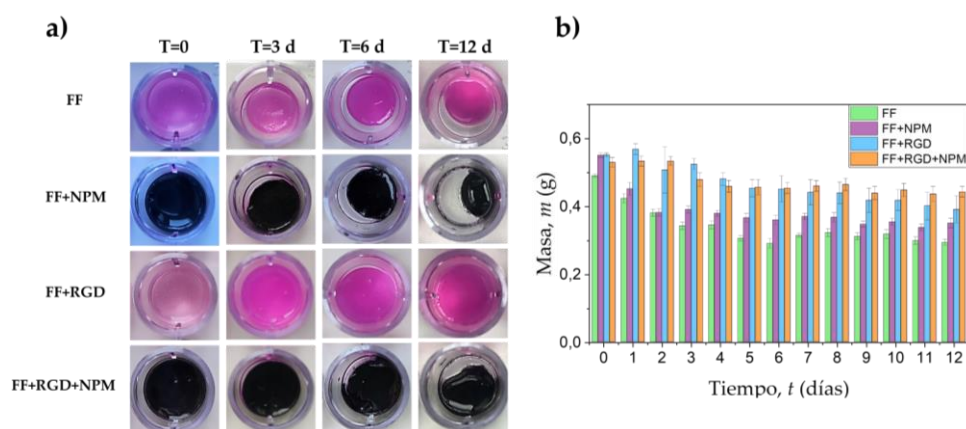 a)
T=0 T=3 d T=6 d T=12 d
FF
FF+NPM
FF+RGD
FF+RGD+NPM
b)
FF
FF+NPM
FF+RGD
FF+RGD+NPM
Masa, m (g)
0,6
0,4
0,2
0,0
0 1 2 3 4 5 6 7 8 9 10 11 12
Tiempo, t (días)